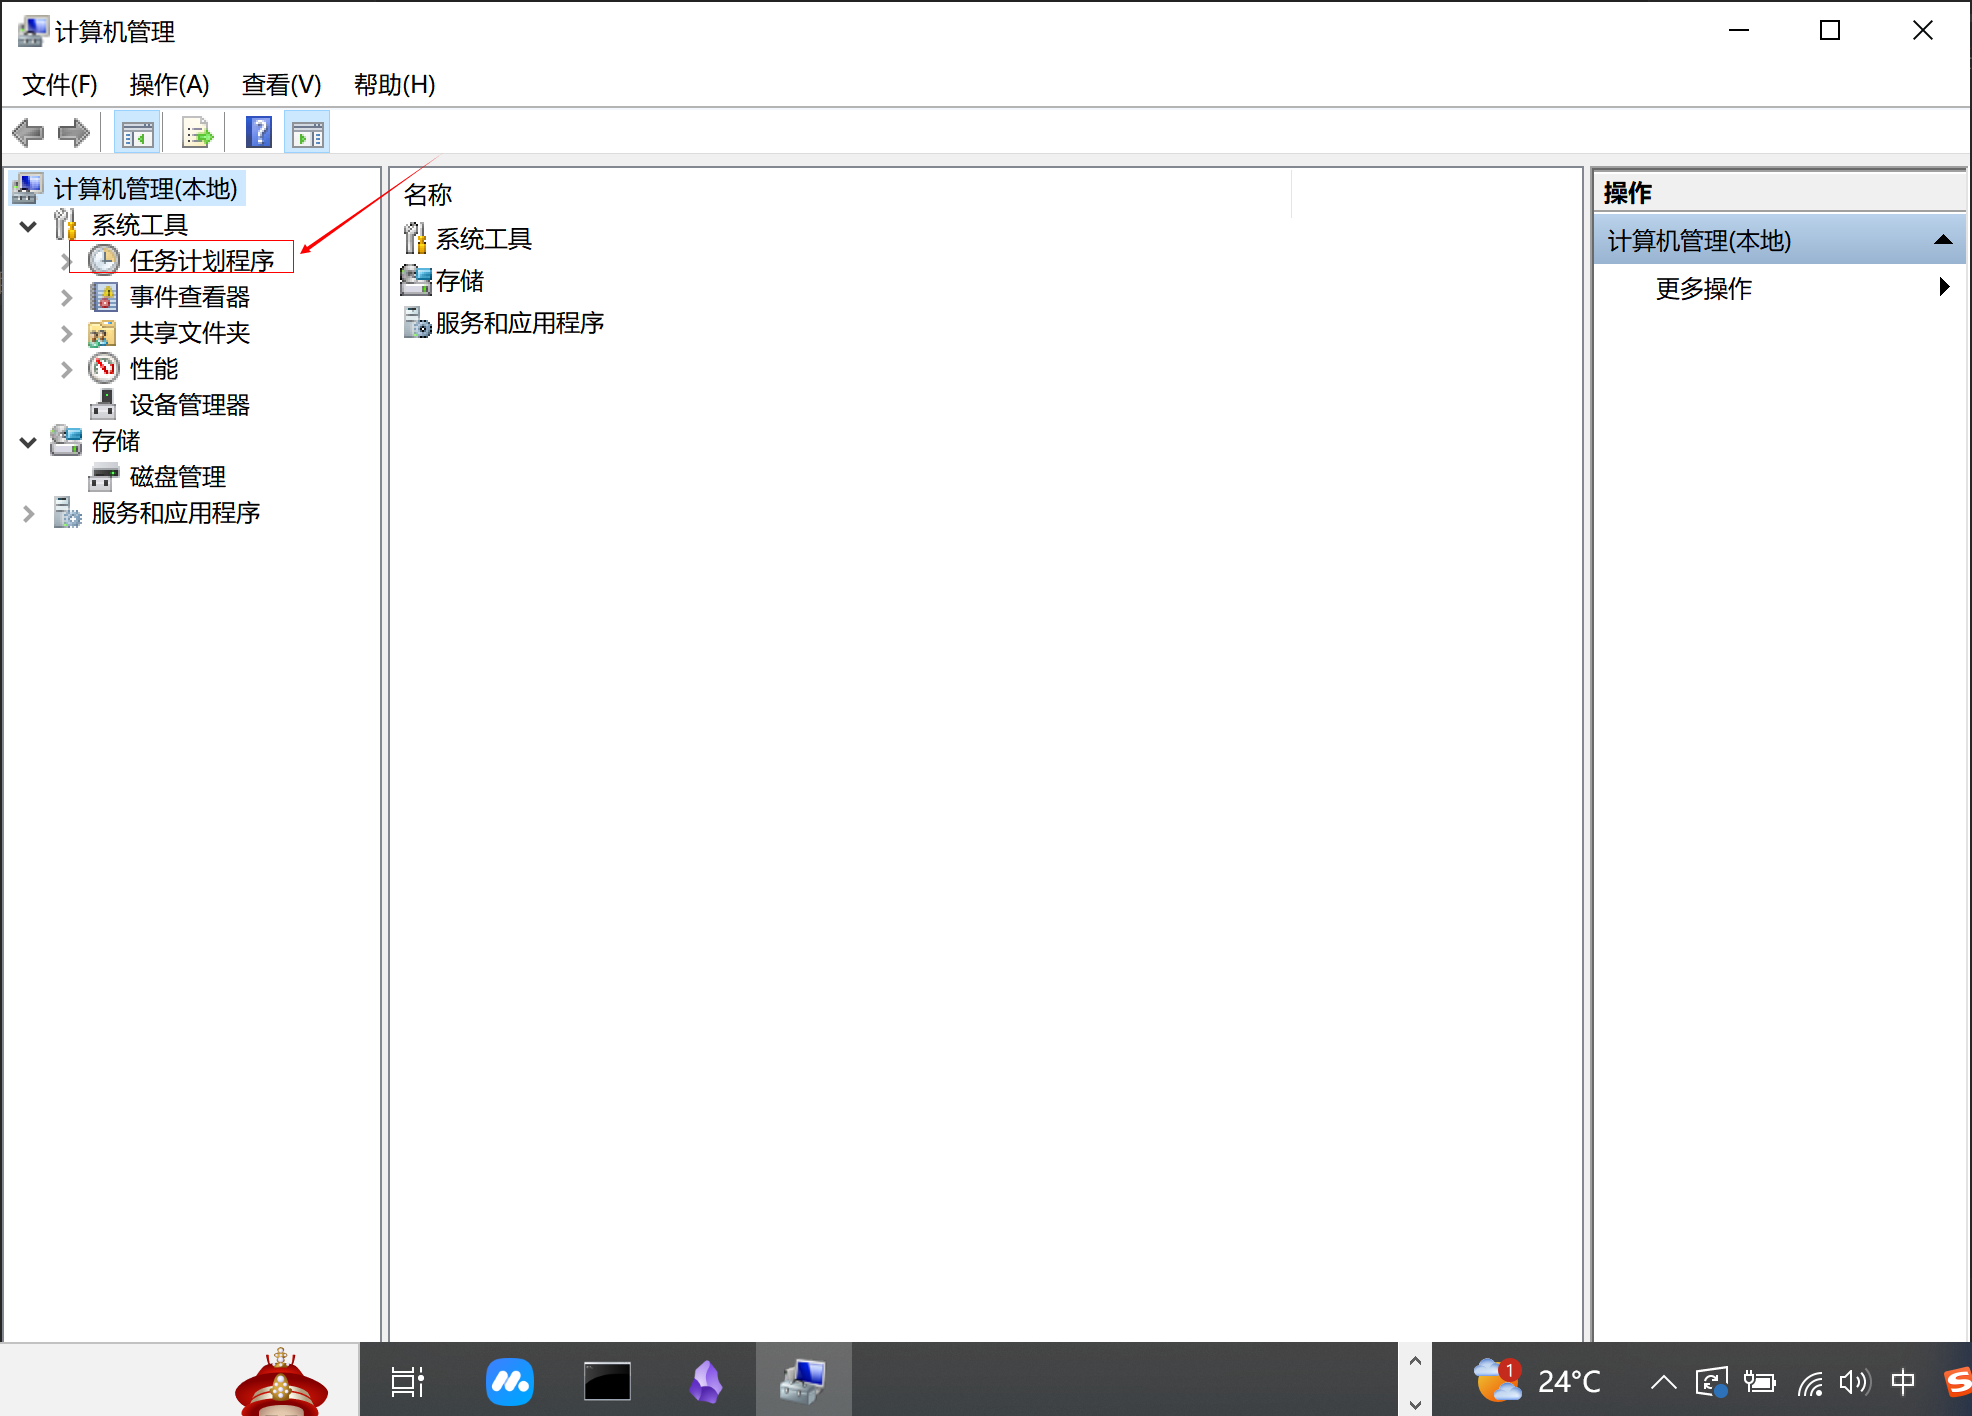 计算机管理
文件(F) 操作(A) 查看(V) 帮助(H)
计算机管理(本地)
系统工具
任务计划程序
事件查看器
共享文件夹
性能
设备管理器
存储
磁盘管理
服务和应用程序
名称
系统工具
存储
服务和应用程序
操作
计算机管理(本地)
更多操作
1
24°C
中